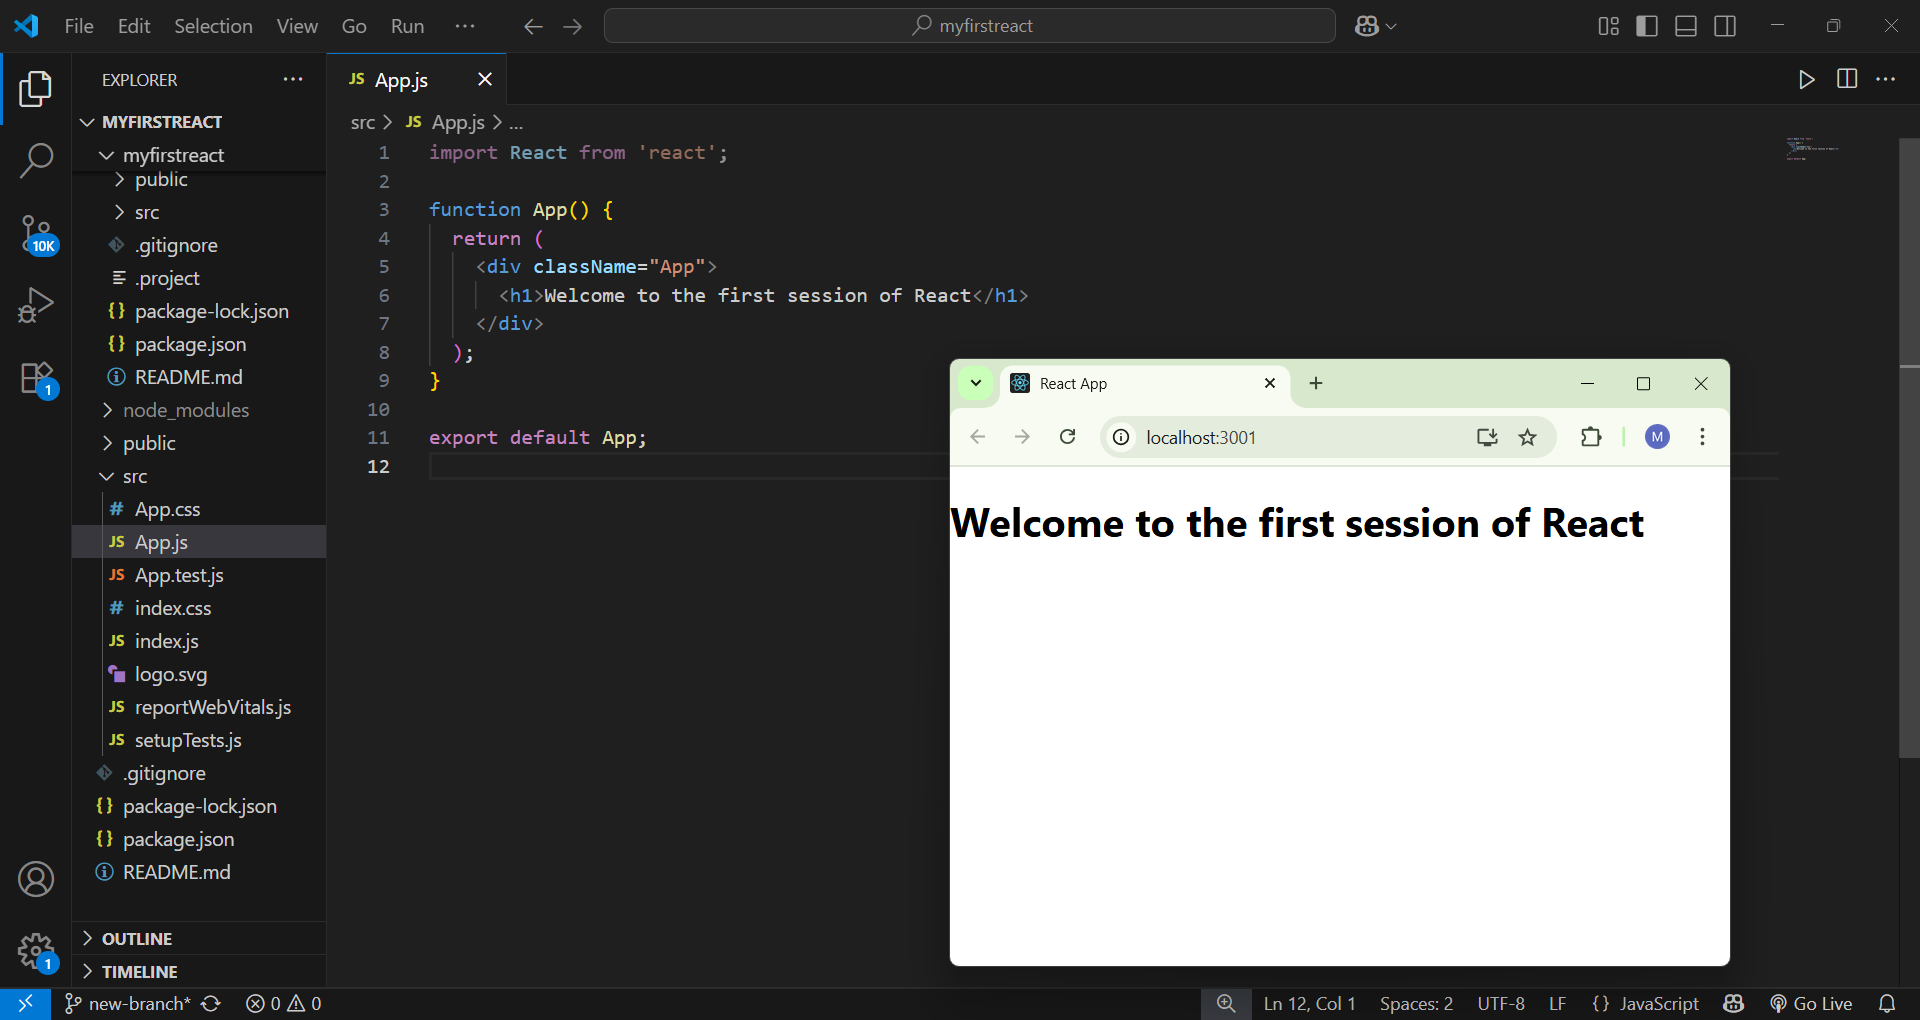 File Edit Selection View Go Run ... myfirstreact
EXPLORER ...
MYFIRSTREACT
myfirstreact
public
src
.gitignore
.project
{} package-lock.json
{} package.json
README.md
node_modules
public
src
# App.css
JS App.js
JS App.test.js
# index.css
JS index.js
logo.svg
JS reportWebVitals.js
JS setupTests.js
.gitignore
{} package-lock.json
{} package.json
README.md
OUTLINE
TIMELINE
10K
1
1
JS App.js
src > JS App.js > ...
1 import React from 'react';
2
3 function App() {
4 return (
5 <div className="App">
6 <h1>Welcome to the first session of React</h1>
7 </div>
8 );
9 }
10
11 export default App;
12
React App
localhost:3001
M
Welcome to the first session of React
new-branch* 0 0 Ln 12, Col 1 Spaces: 2 UTF-8 LF {} JavaScript Go Live